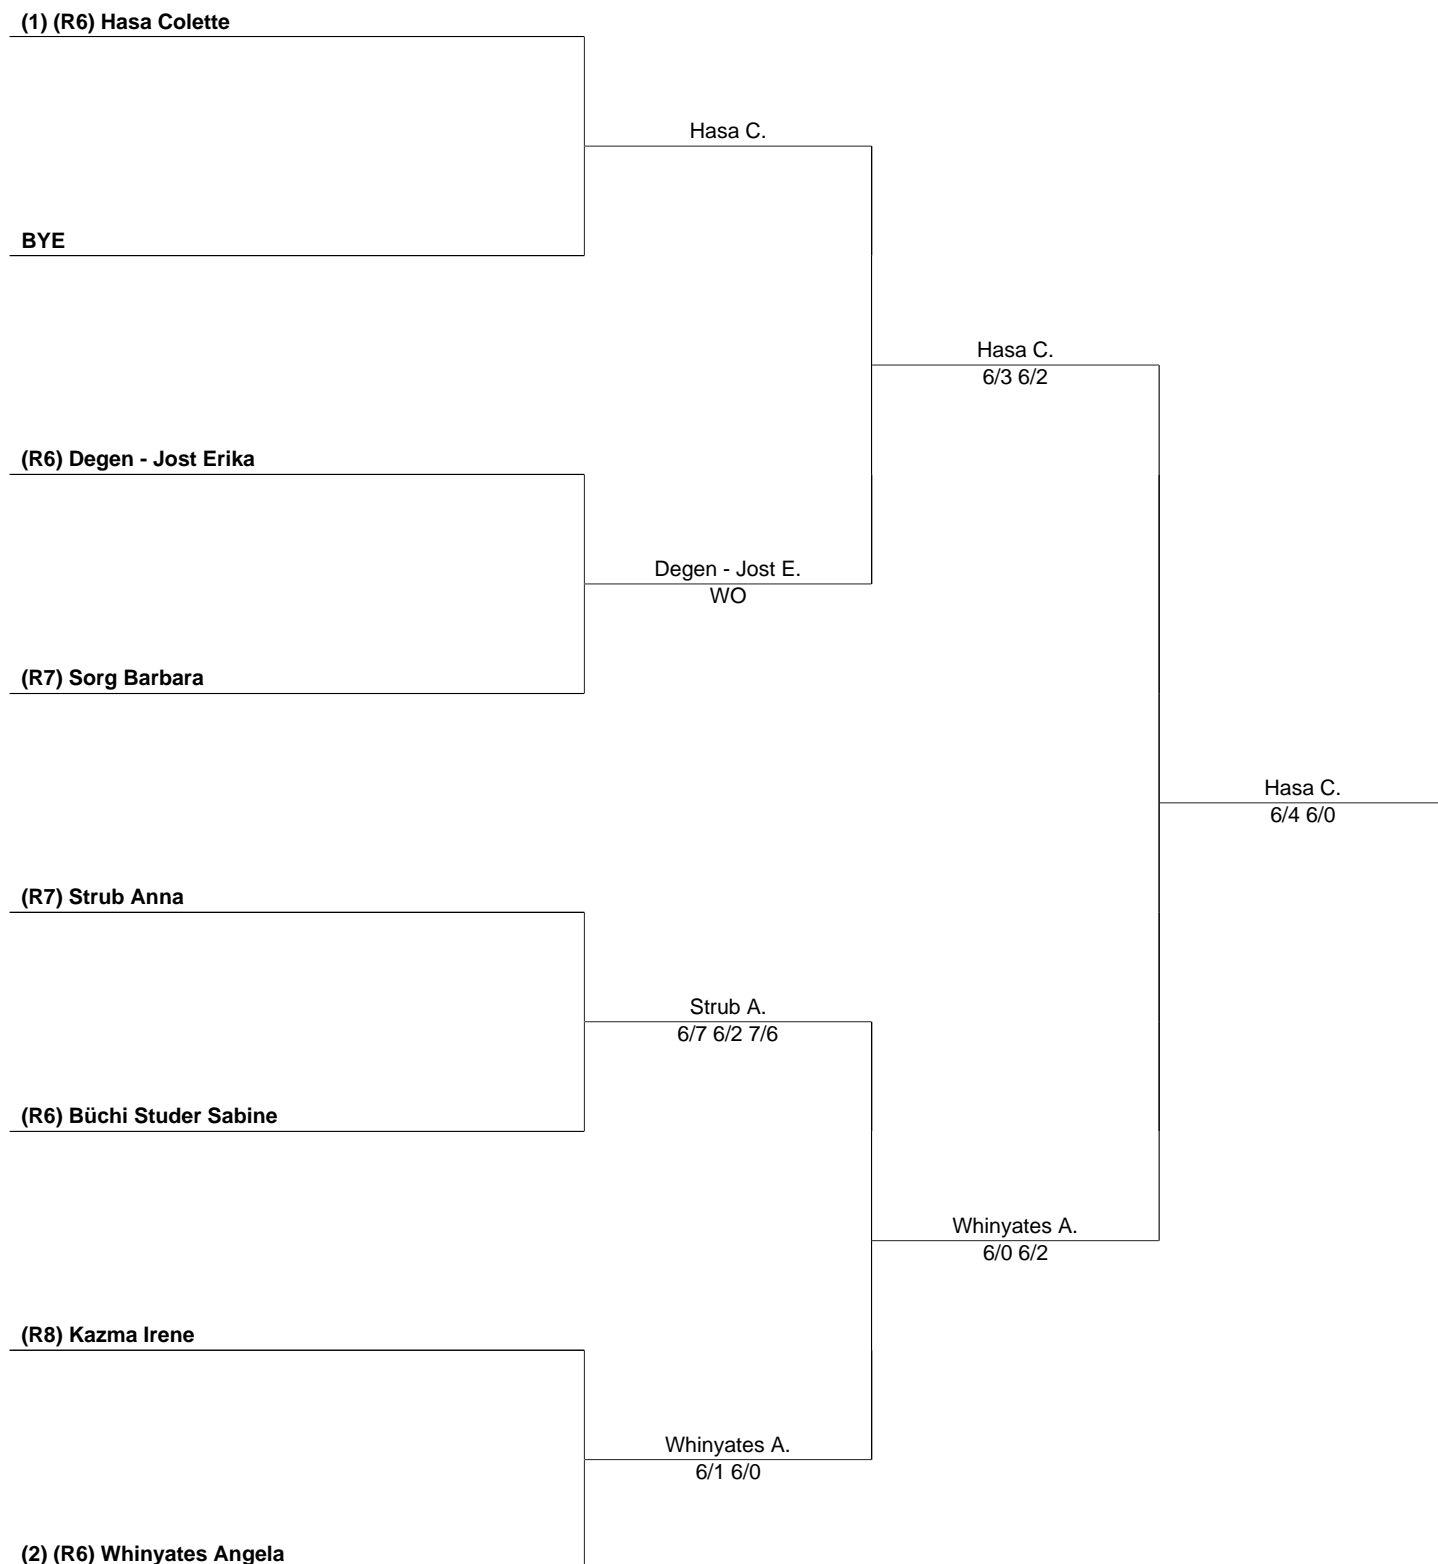 (1) (R6) Hasa Colette
Hasa C.
BYE
Hasa C.
6/3 6/2
(R6) Degen - Jost Erika
Degen - Jost E.
WO
(R7) Sorg Barbara
Hasa C.
6/4 6/0
(R7) Strub Anna
Strub A.
6/7 6/2 7/6
(R6) Büchi Studer Sabine
Whinyates A.
6/0 6/2
(R8) Kazma Irene
Whinyates A.
6/1 6/0
(2) (R6) Whinyates Angela